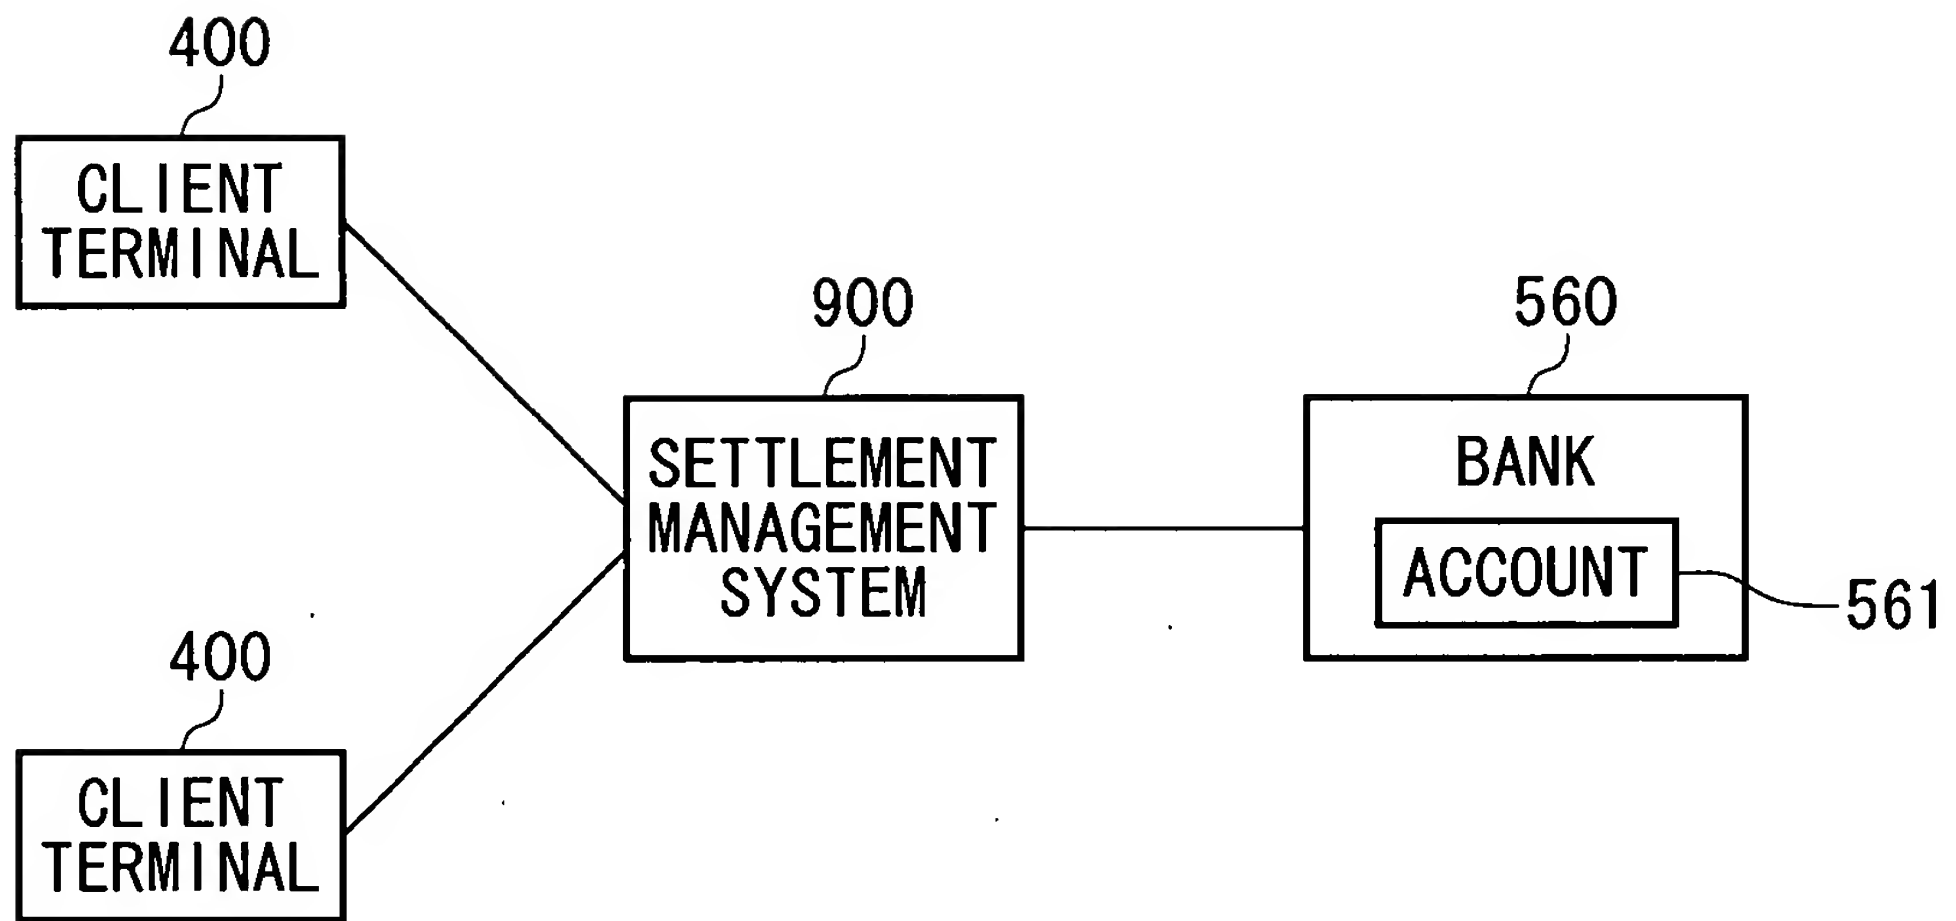 400
CLIENT
TERMINAL
900
SETTLEMENT
MANAGEMENT
SYSTEM
560
BANK
ACCOUNT
561
400
CLIENT
TERMINAL